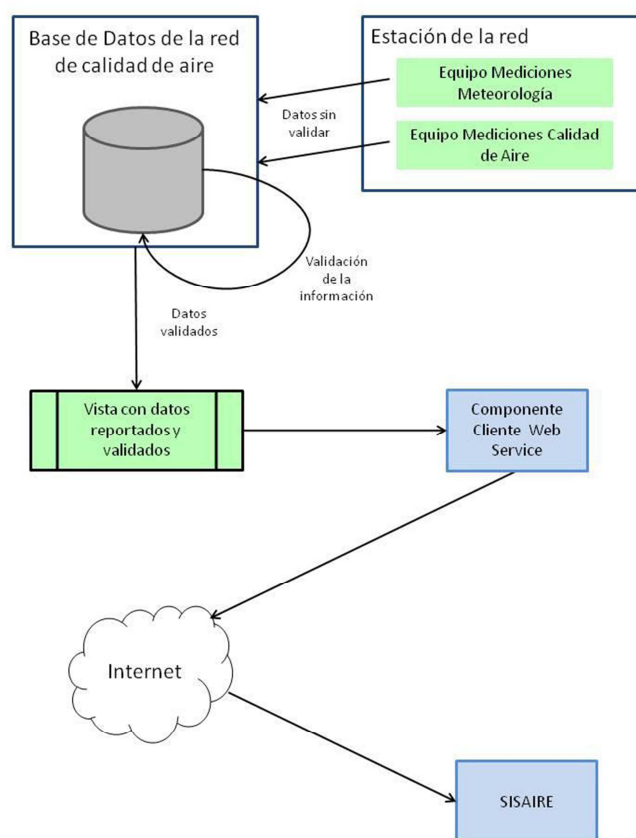 Base de Datos de la red
de calidad de aire
Estación de la red
Equipo Mediciones
Meteorología
Datos sin
validar
Equipo Mediciones Calidad
de Aire
Validación
de la
información
Datos
validados
Vista con datos
reportados y
validados
Componente
Cliente Web
Service
Internet
SISAIRE